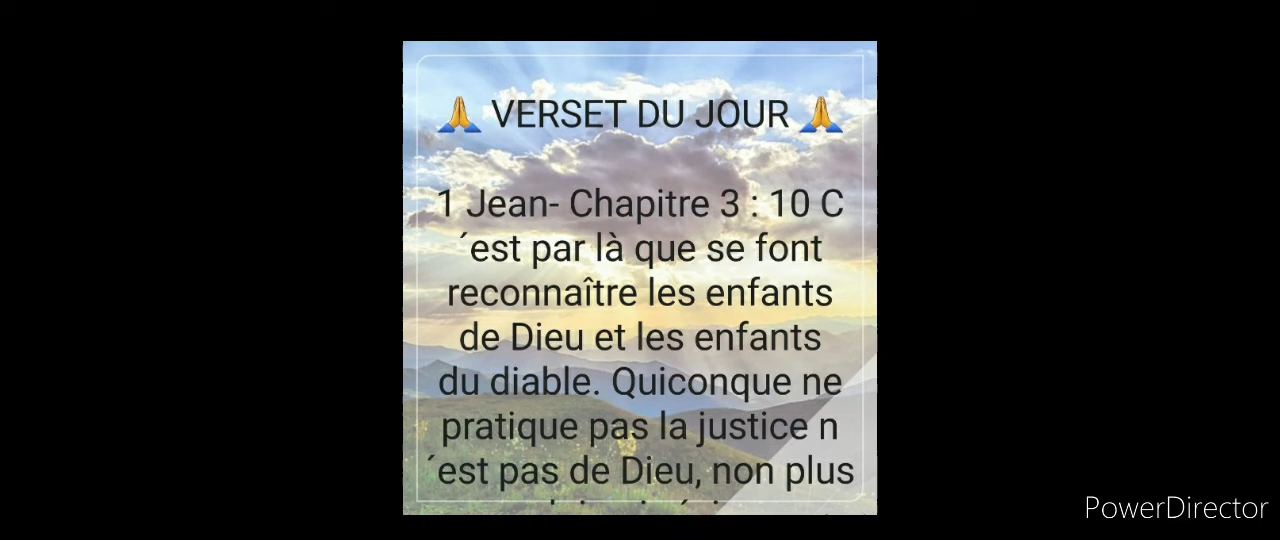 🙏 VERSET DU JOUR 🙏
1 Jean- Chapitre 3 : 10 C
´est par là que se font
reconnaître les enfants
de Dieu et les enfants
du diable. Quiconque ne
pratique pas la justice n
´est pas de Dieu, non plus
PowerDirector